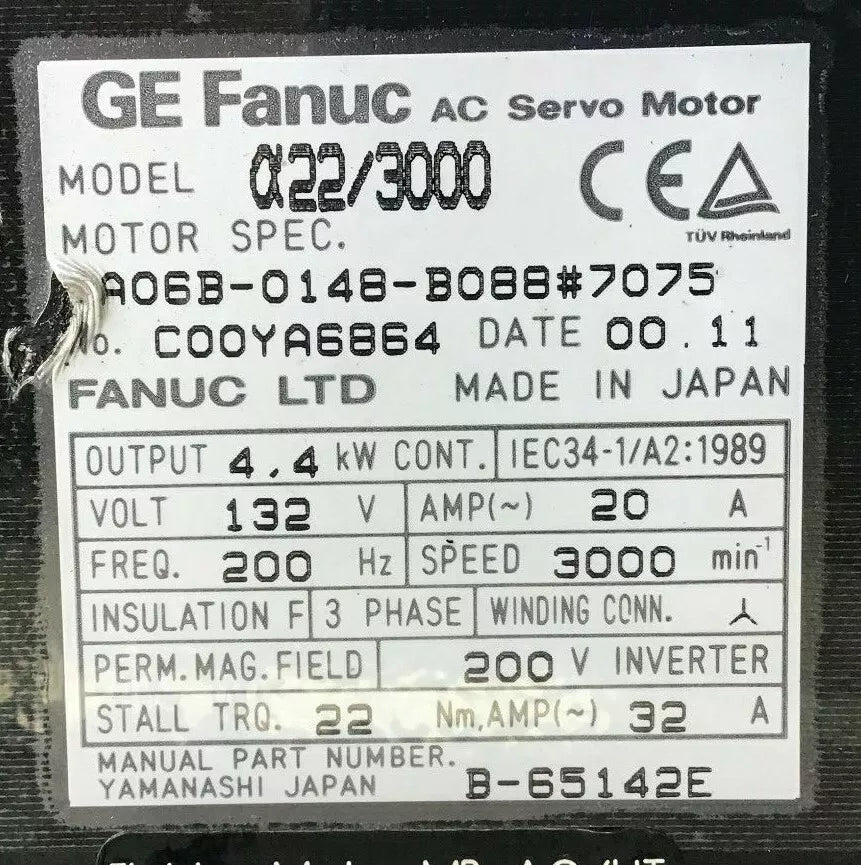 GE Fanuc AC Servo Motor
MODEL α22/3000
CE
TÜV Rheinland
MOTOR SPEC.
A06B-0148-B088#7075
No. C00YA6864 DATE 00.11
FANUC LTD MADE IN JAPAN
OUTPUT 4.4 kW CONT. IEC34-1/A2:1989
VOLT 132 V AMP(~) 20 A
FREQ. 200 Hz SPEED 3000 min⁻¹
INSULATION F 3 PHASE WINDING CONN.
PERM.MAG.FIELD 200 V INVERTER
STALL TRQ. 22 Nm,AMP(~) 32 A
MANUAL PART NUMBER.
YAMANASHI JAPAN B-65142E